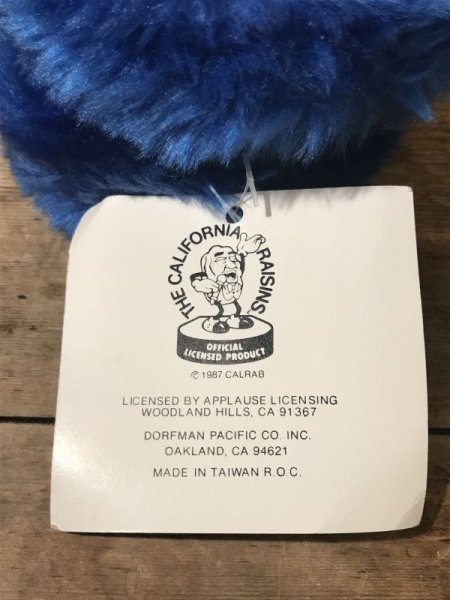 THE CALIFORNIA RAISINS
OFFICIAL
LICENSED PRODUCT
© 1987 CALRAB
LICENSED BY APPLAUSE LICENSING
WOODLAND HILLS, CA 91367
DORFMAN PACIFIC CO. INC.
OAKLAND, CA 94621
MADE IN TAIWAN R.O.C.